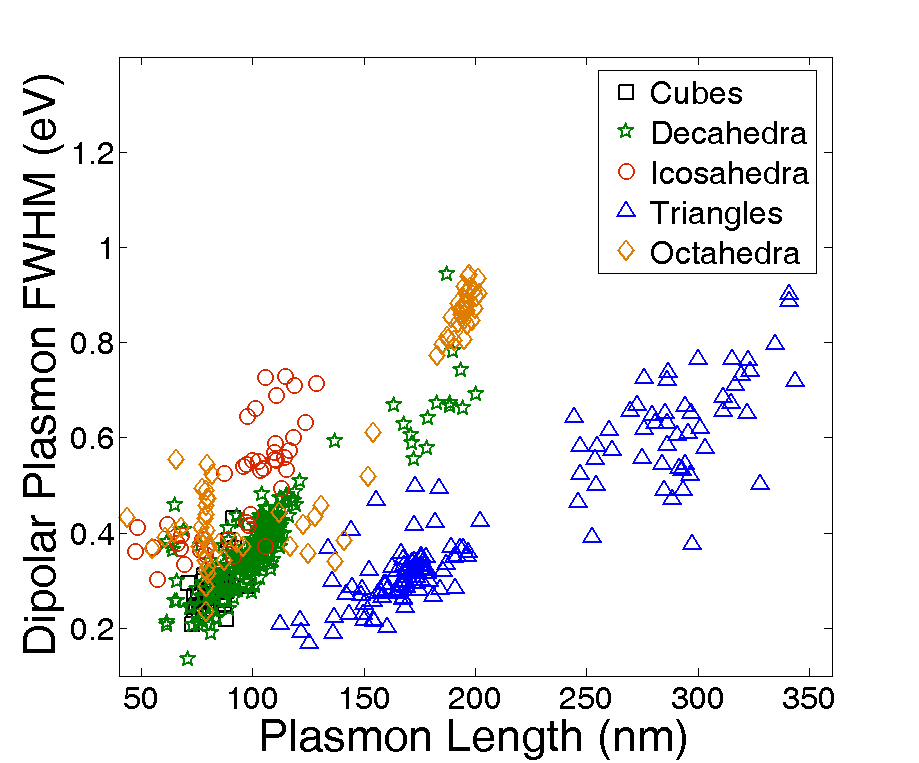 Dipolar Plasmon FWHM (eV)
1.2
1
0.8
0.6
0.4
0.2
Cubes
Decahedra
Icosahedra
Triangles
Octahedra
50 100 150 200 250 300 350
Plasmon Length (nm)